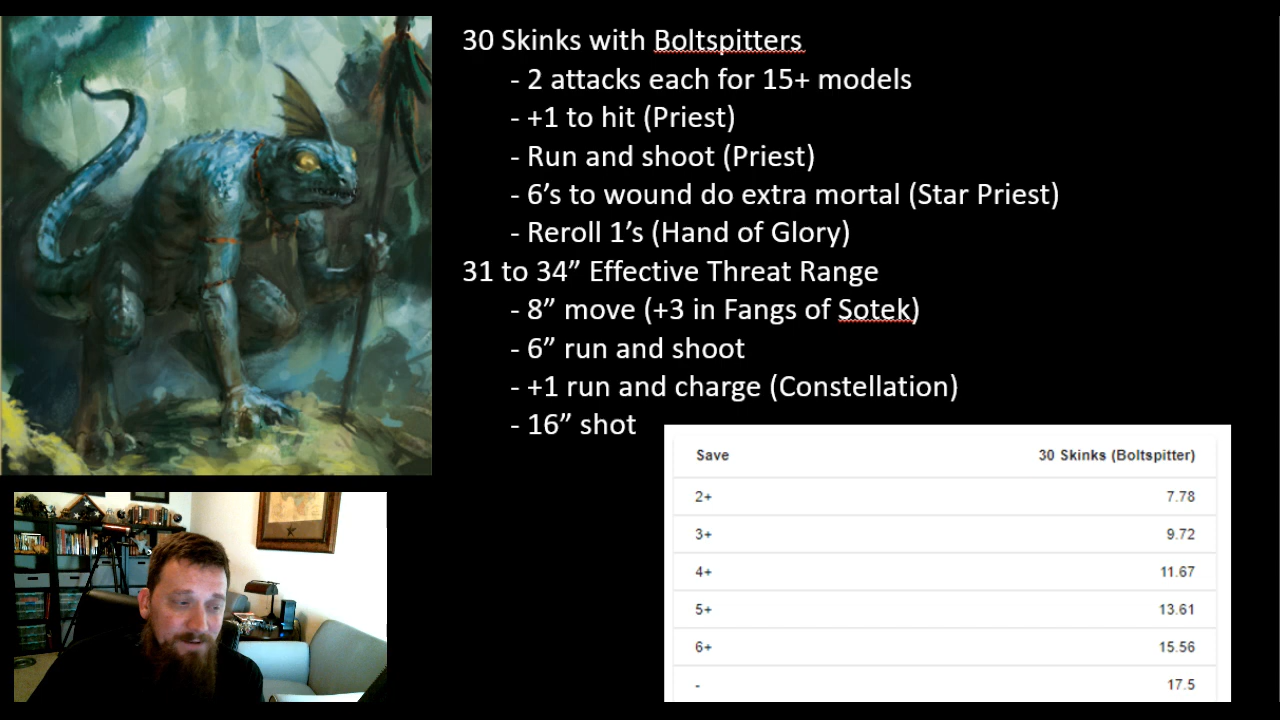 30 Skinks with Boltspitters
- 2 attacks each for 15+ models
- +1 to hit (Priest)
- Run and shoot (Priest)
- 6’s to wound do extra mortal (Star Priest)
- Reroll 1’s (Hand of Glory)
31 to 34” Effective Threat Range
- 8” move (+3 in Fangs of Sotek)
- 6” run and shoot
- +1 run and charge (Constellation)
- 16” shot
Save 30 Skinks (Boltspitter)
2+ 7.78
3+ 9.72
4+ 11.67
5+ 13.61
6+ 15.56
- 17.5